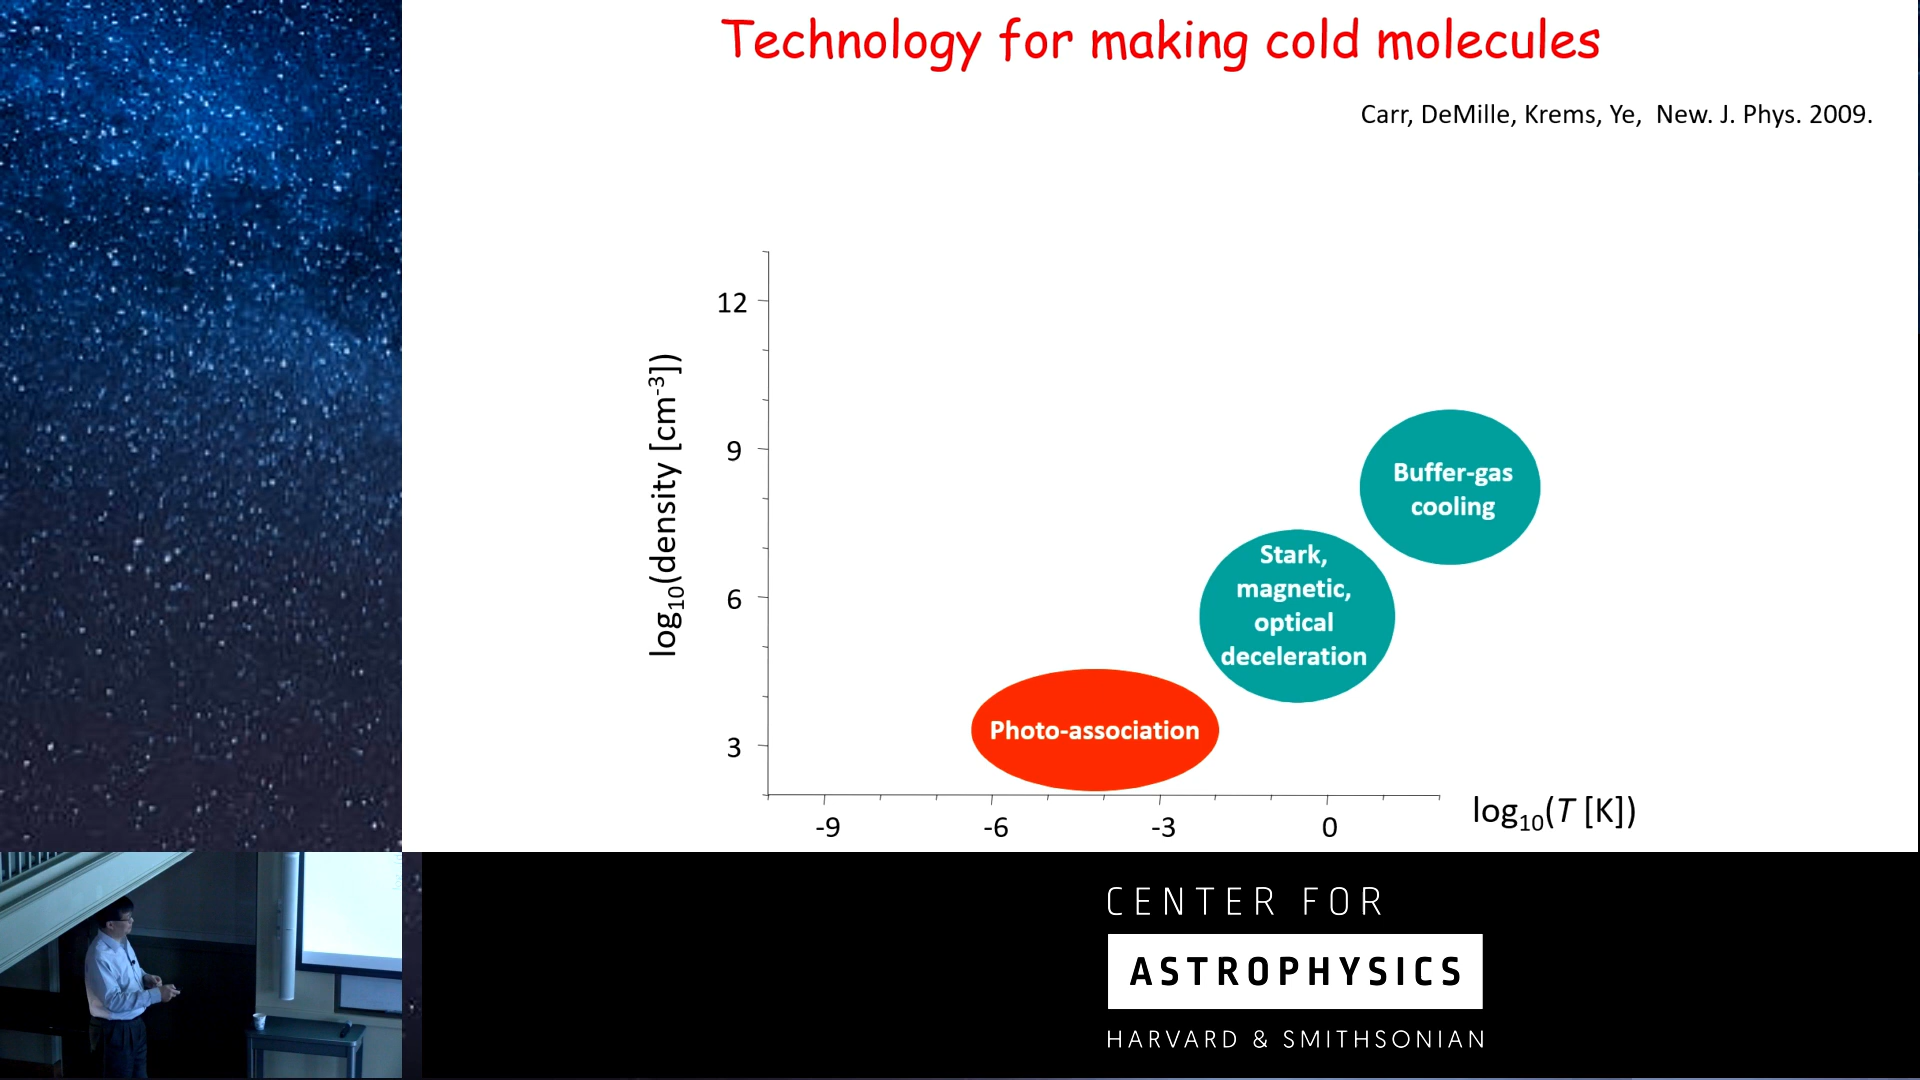 Technology for making cold molecules
Carr, DeMille, Krems, Ye, New. J. Phys. 2009.
12
9
6
3
log10(density [cm-3])
Buffer-gas
cooling
Stark,
magnetic,
optical
deceleration
Photo-association
-9
-6
-3
0
log10(T [K])
CENTER FOR
ASTROPHYSICS
HARVARD & SMITHSONIAN